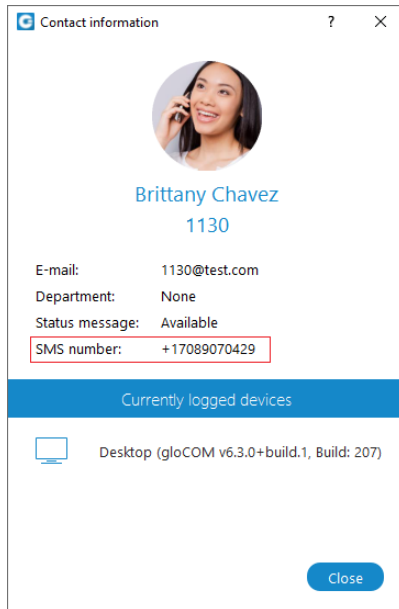 Contact information
Brittany Chavez
1130
E-mail: 1130@test.com
Department: None
Status message: Available
SMS number: +17089070429
Currently logged devices
Desktop (gloCOM v6.3.0+build.1, Build: 207)
Close